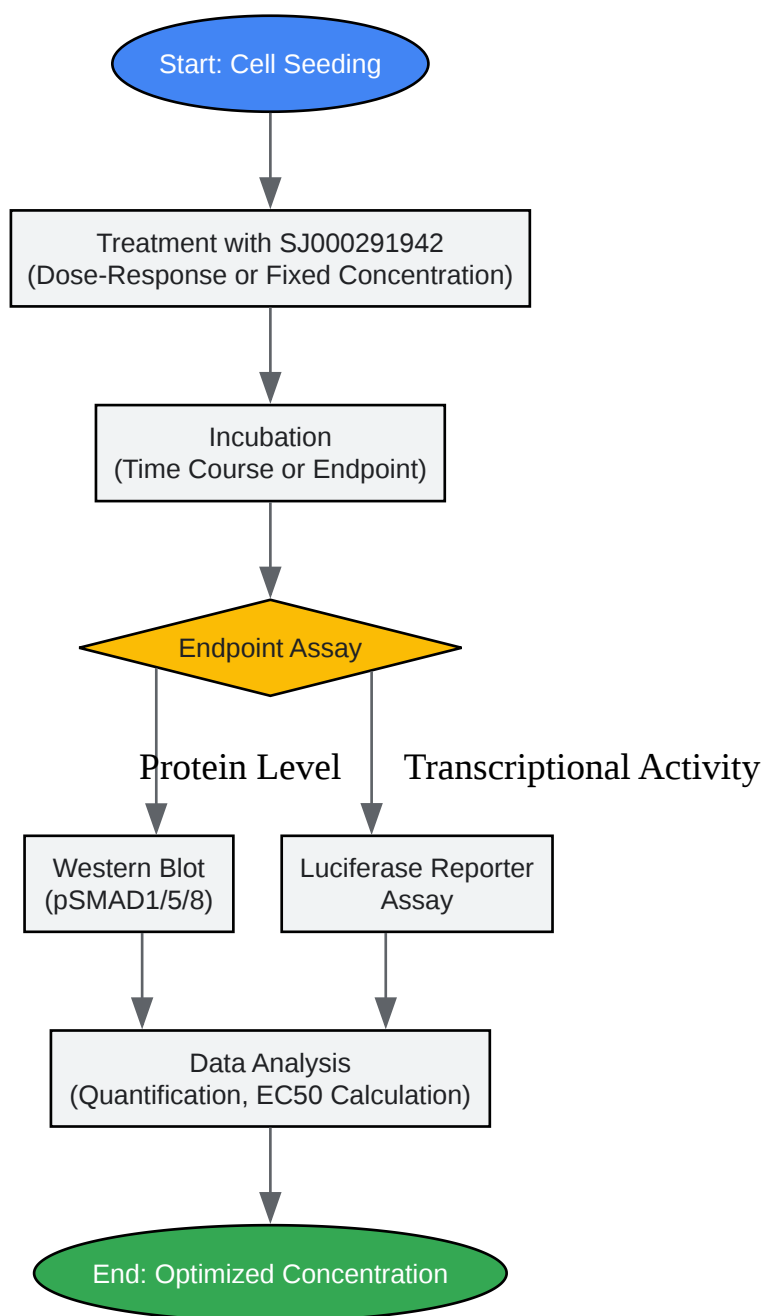 Start: Cell Seeding
Treatment with SJ000291942
(Dose-Response or Fixed Concentration)
Incubation
(Time Course or Endpoint)
Endpoint Assay
Protein Level
Transcriptional Activity
Western Blot
(pSMAD1/5/8)
Luciferase Reporter
Assay
Data Analysis
(Quantification, EC50 Calculation)
End: Optimized Concentration